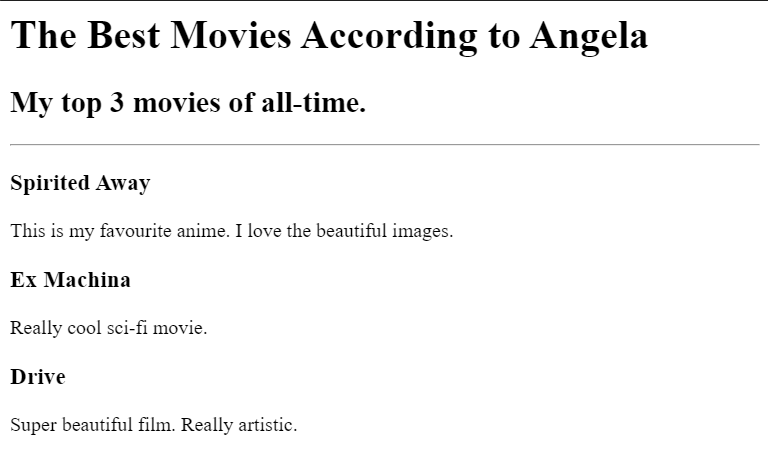 The Best Movies According to Angela
My top 3 movies of all-time.
Spirited Away
This is my favourite anime. I love the beautiful images.
Ex Machina
Really cool sci-fi movie.
Drive
Super beautiful film. Really artistic.